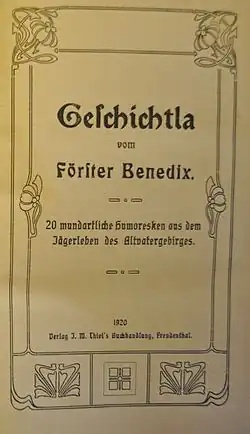 Geschichtla
vom
Förster Benedix.
20 mundartliche Humoresken aus dem
Jägerleben des Altvatergebirges.
1920
Verlag J. W. Thiel's Buchhandlung, Freudenthal.